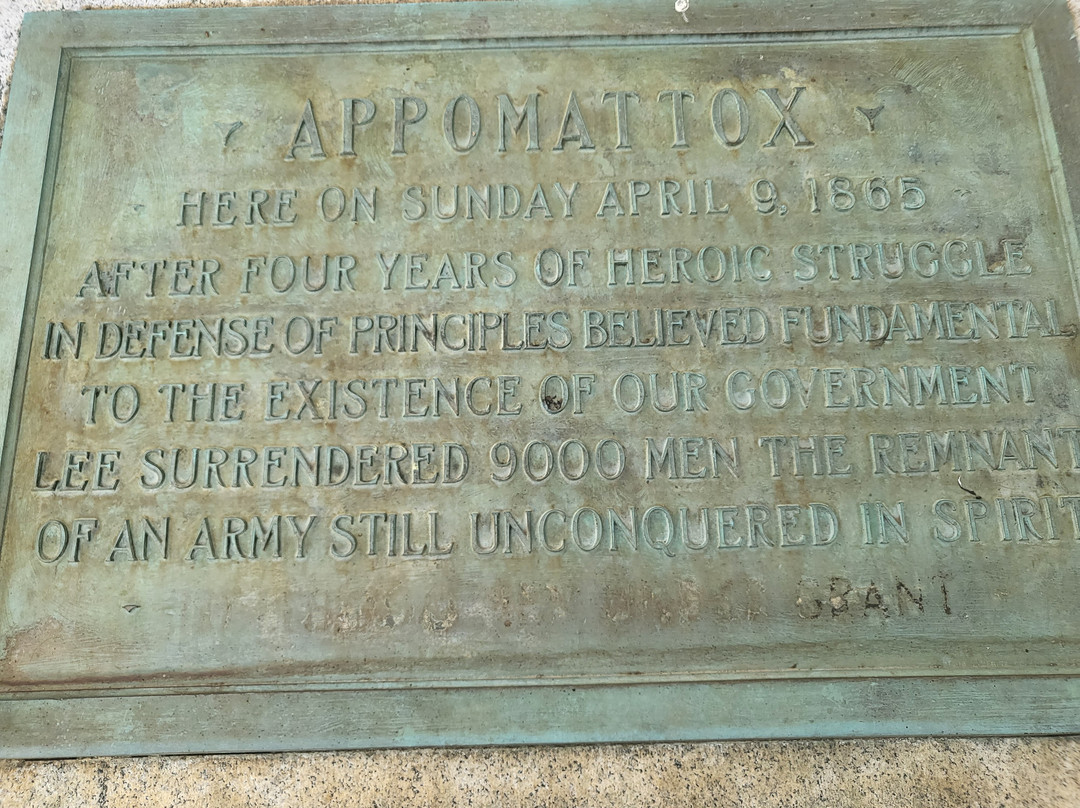 APPOMATTOX
HERE ON SUNDAY APRIL 9, 1865
AFTER FOUR YEARS OF HEROIC STRUGGLE
IN DEFENSE OF PRINCIPLES BELIEVED FUNDAMENTAL
TO THE EXISTENCE OF OUR GOVERNMENT
LEE SURRENDERED 9000 MEN THE REMNANT
OF AN ARMY STILL UNCONQUERED IN SPIRIT
GRANT